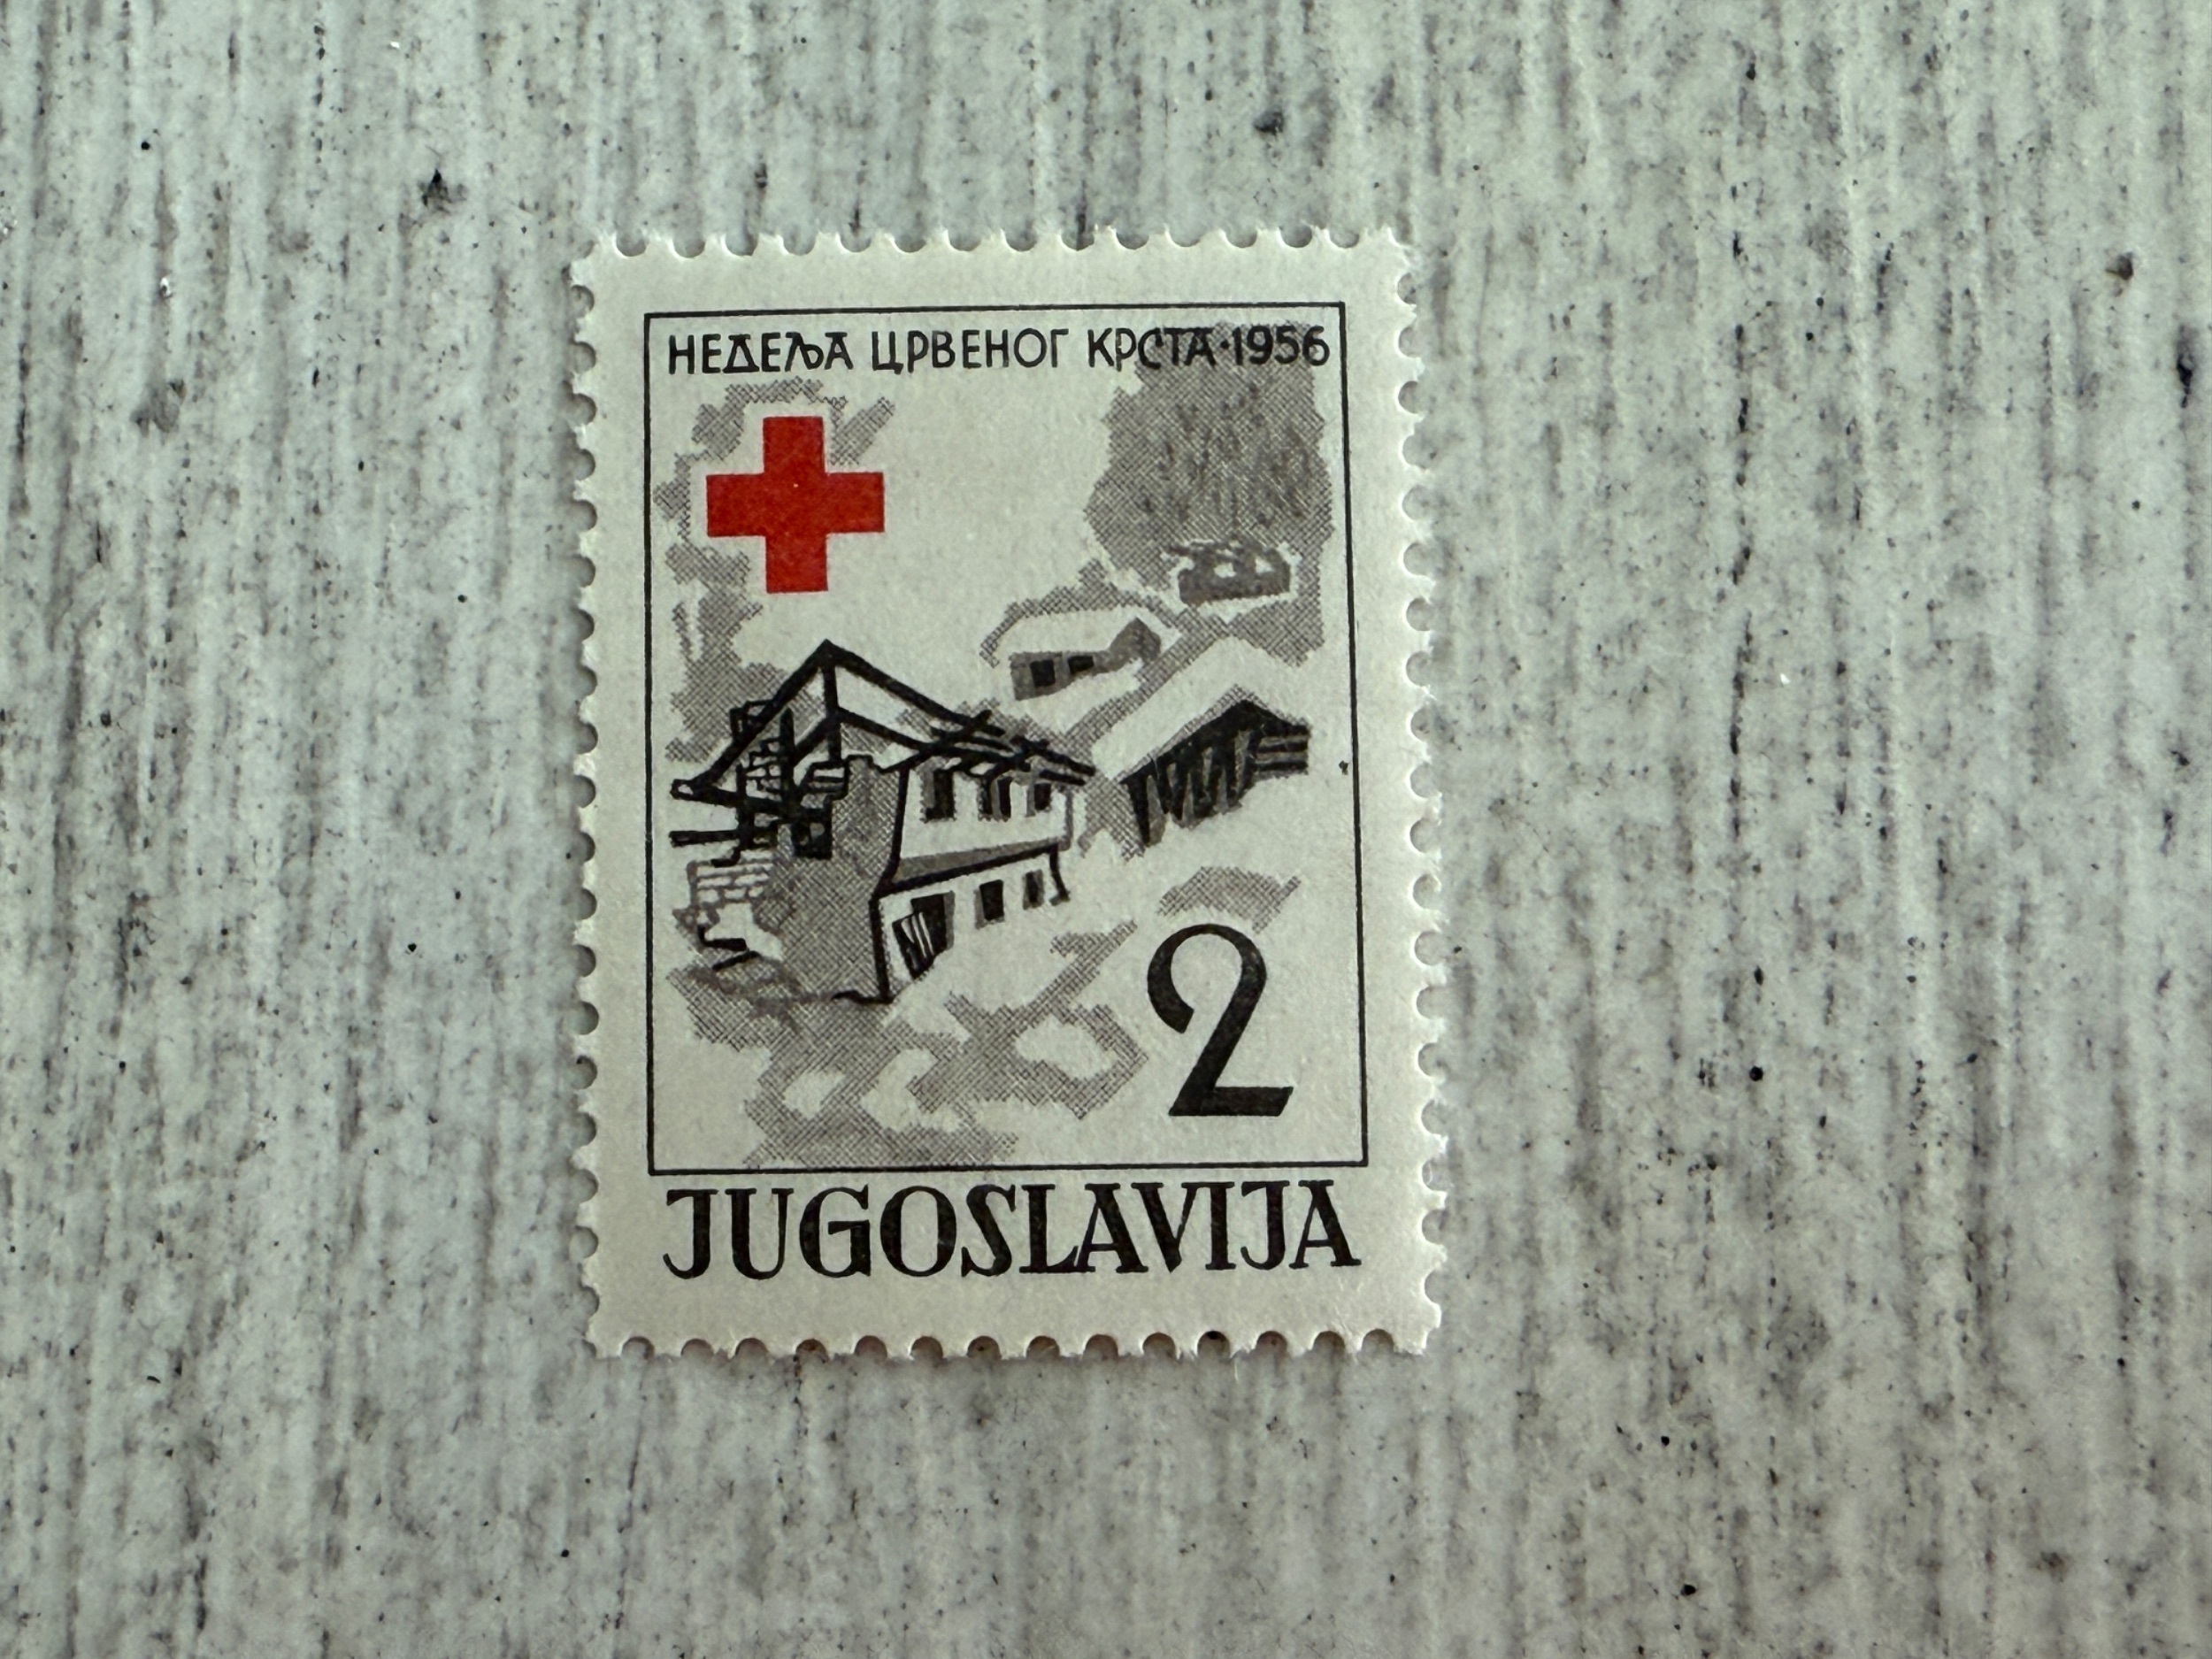 НЕДЕЉА ЦРВЕНОГ КРСТА·1956
2
JUGOSLAVIJA